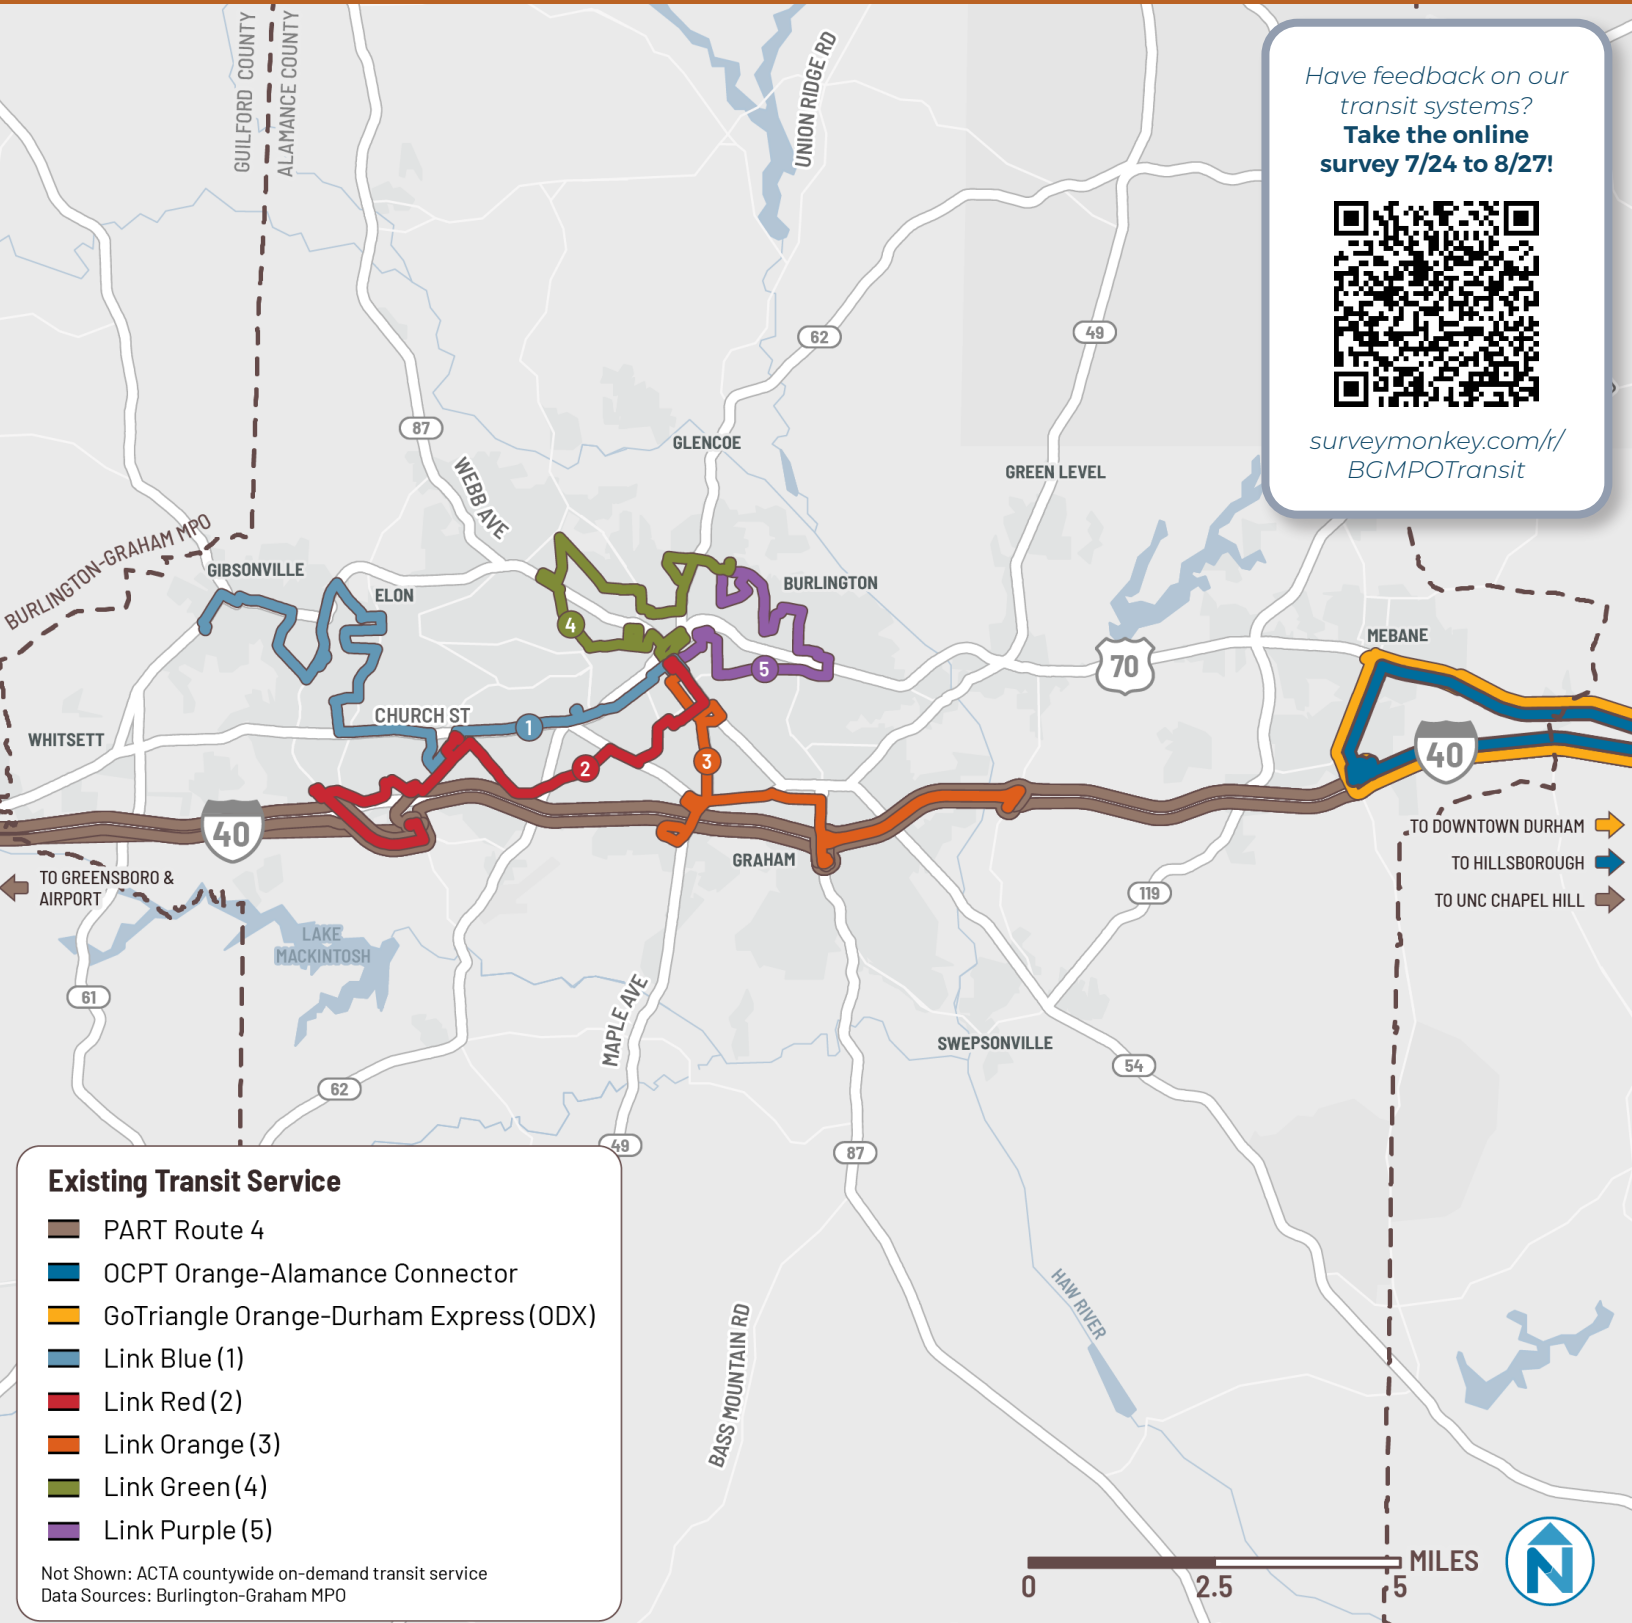 GUILFORD COUNTY
ALAMANCE COUNTY
UNION RIDGE RD
Have feedback on our
transit systems?
Take the online
survey 7/24 to 8/27!
surveymonkey.com/r/
BGMPOTransit
62
49
87
WEBB AVE
GLENCOE
GREEN LEVEL
BURLINGTON-GRAHAM MPO
GIBSONVILLE
ELON
BURLINGTON
4
5
70
MEBANE
CHURCH ST
1
WHITSETT
2
3
40
40
GRAHAM
TO DOWNTOWN DURHAM
TO HILLSBOROUGH
TO UNC CHAPEL HILL
TO GREENSBORO &
AIRPORT
119
LAKE
MACKINTOSH
61
MAPLE AVE
SWEPSONVILLE
54
62
49
87
HAW RIVER
BASS MOUNTAIN RD
Existing Transit Service
PART Route 4
OCPT Orange-Alamance Connector
GoTriangle Orange-Durham Express (ODX)
Link Blue (1)
Link Red (2)
Link Orange (3)
Link Green (4)
Link Purple (5)
Not Shown: ACTA countywide on-demand transit service
Data Sources: Burlington-Graham MPO
MILES
0 2.5 5
N